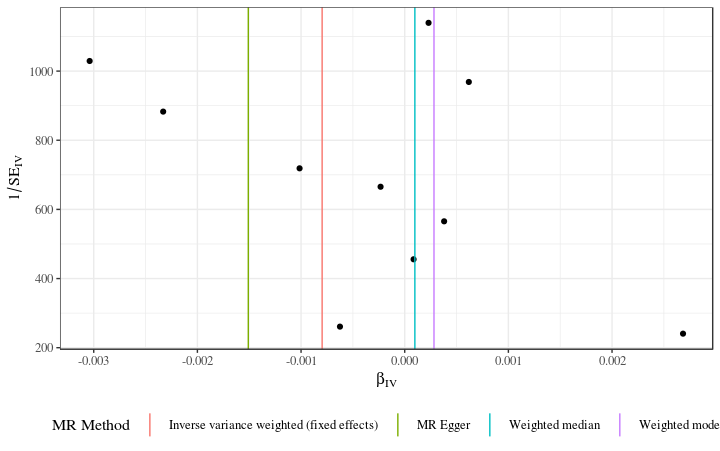 1000
800
600
400
200
1/SE_IV
-0.003 -0.002 -0.001 0.000 0.001 0.002
β_IV
MR Method Inverse variance weighted (fixed effects) MR Egger Weighted median Weighted mode